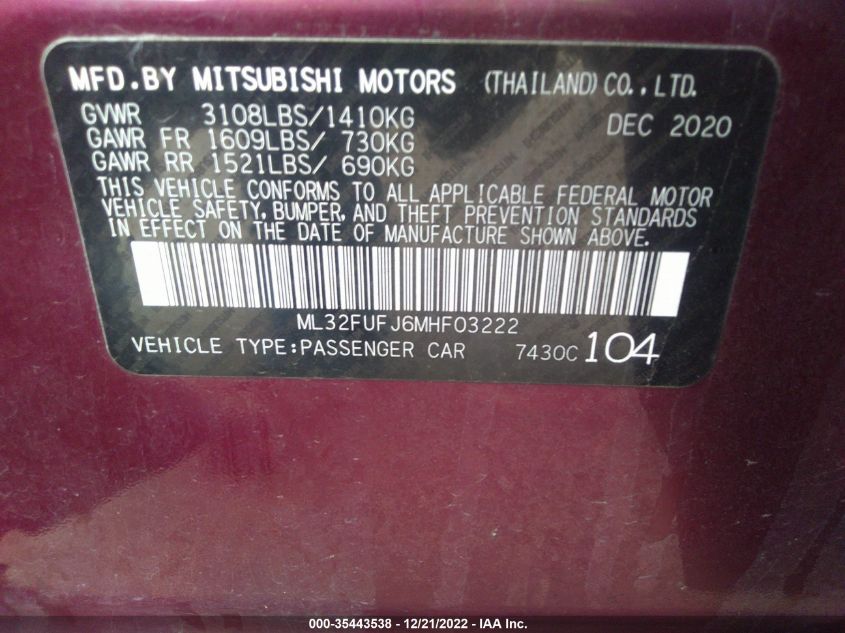 MFD.BY MITSUBISHI MOTORS (THAILAND) CO.,LTD.
GVWR 3108LBS/1410KG DEC 2020
GAWR FR 1609LBS/ 730KG
GAWR RR 1521LBS/ 690KG
THIS VEHICLE CONFORMS TO ALL APPLICABLE FEDERAL MOTOR
VEHICLE SAFETY, BUMPER, AND THEFT PREVENTION STANDARDS
IN EFFECT ON THE DATE OF MANUFACTURE SHOWN ABOVE.
ML32FUFJ6MHF03222
VEHICLE TYPE:PASSENGER CAR 7430C 104
000-35443538 - 12/21/2022 - IAA Inc.